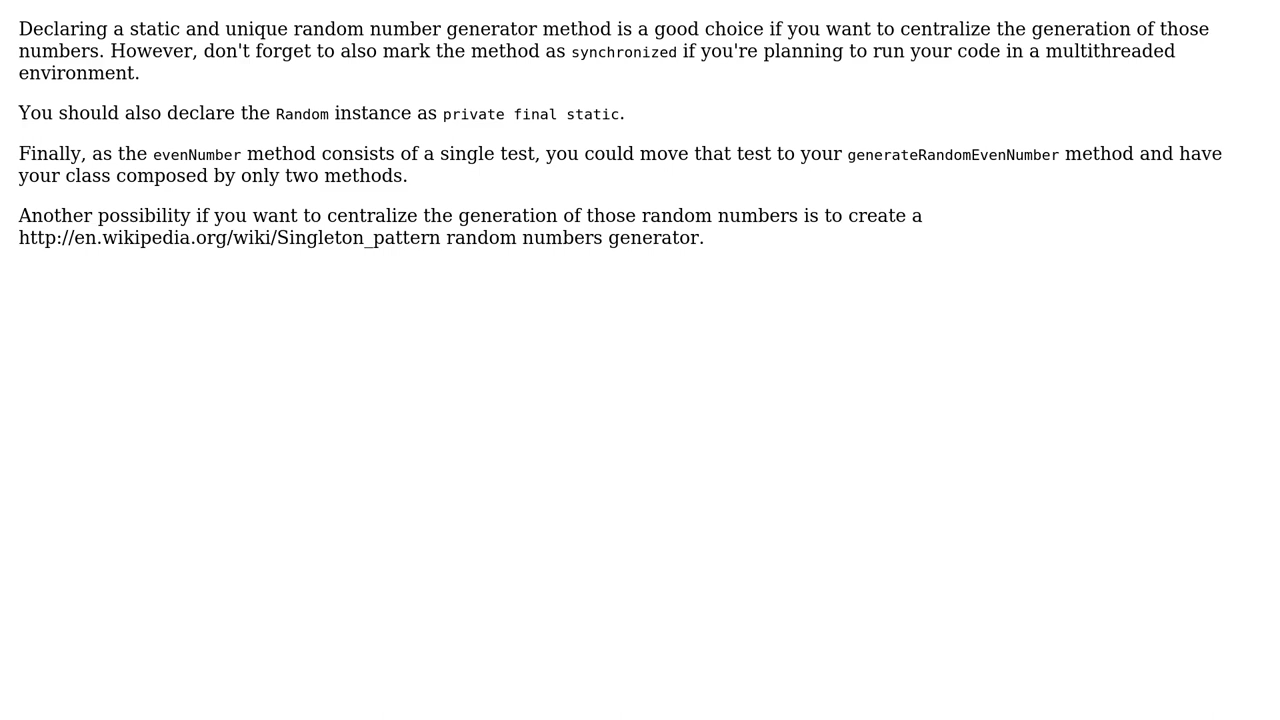 Declaring a static and unique random number generator method is a good choice if you want to centralize the generation of those
numbers. However, don't forget to also mark the method as synchronized if you're planning to run your code in a multithreaded
environment.
You should also declare the Random instance as private final static.
Finally, as the evenNumber method consists of a single test, you could move that test to your generateRandomEvenNumber method and have
your class composed by only two methods.
Another possibility if you want to centralize the generation of those random numbers is to create a
http://en.wikipedia.org/wiki/Singleton_pattern random numbers generator.